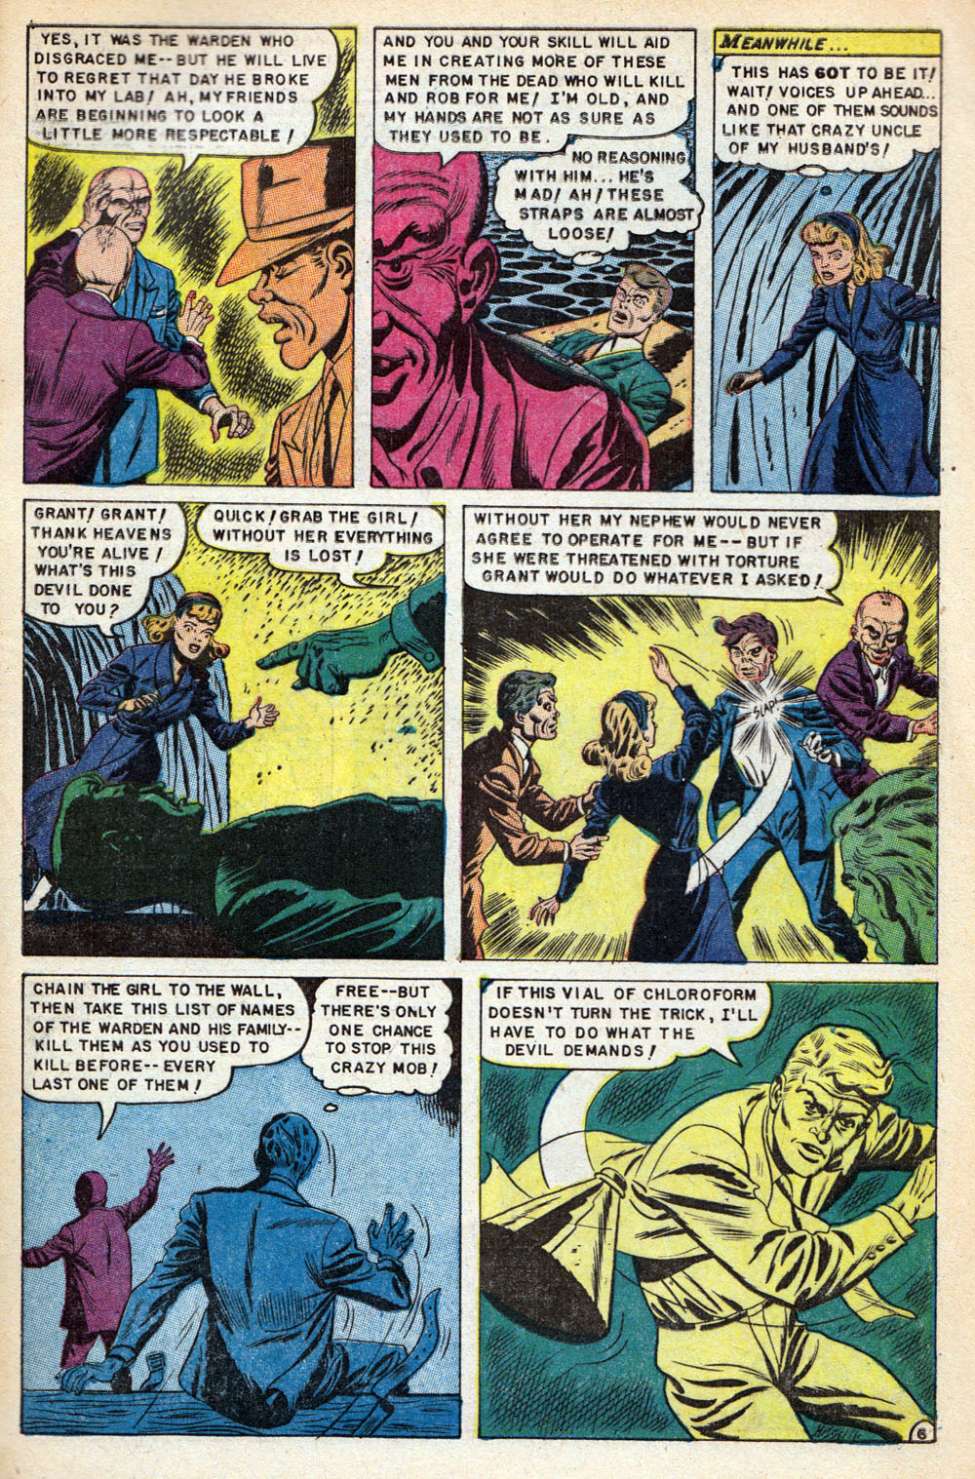 YES, IT WAS THE WARDEN WHO
DISGRACED ME--BUT HE WILL LIVE
TO REGRET THAT DAY HE BROKE
INTO MY LAB! AH, MY FRIENDS
ARE BEGINNING TO LOOK A
LITTLE MORE RESPECTABLE!
AND YOU AND YOUR SKILL WILL AID
ME IN CREATING MORE OF THESE
MEN FROM THE DEAD WHO WILL KILL
AND ROB FOR ME! I'M OLD, AND
MY HANDS ARE NOT AS SURE AS
THEY USED TO BE.
NO REASONING
WITH HIM... HE'S
MAD! AH! THESE
STRAPS ARE ALMOST
LOOSE!
MEANWHILE...
THIS HAS GOT TO BE IT!
WAIT! VOICES UP AHEAD...
AND ONE OF THEM SOUNDS
LIKE THAT CRAZY UNCLE
OF MY HUSBAND'S!
GRANT! GRANT!
THANK HEAVENS
YOU'RE ALIVE!
WHAT'S THIS
DEVIL DONE
TO YOU?
QUICK! GRAB THE GIRL!
WITHOUT HER EVERYTHING
IS LOST!
WITHOUT HER MY NEPHEW WOULD NEVER
AGREE TO OPERATE FOR ME--BUT IF
SHE WERE THREATENED WITH TORTURE
GRANT WOULD DO WHATEVER I ASKED!
SLAP!
CHAIN THE GIRL TO THE WALL,
THEN TAKE THIS LIST OF NAMES
OF THE WARDEN AND HIS FAMILY--
KILL THEM AS YOU USED TO
KILL BEFORE--EVERY
LAST ONE OF THEM!
FREE--BUT
THERE'S ONLY
ONE CHANCE
TO STOP THIS
CRAZY MOB!
IF THIS VIAL OF CHLOROFORM
DOESN'T TURN THE TRICK, I'LL
HAVE TO DO WHAT THE
DEVIL DEMANDS!
6